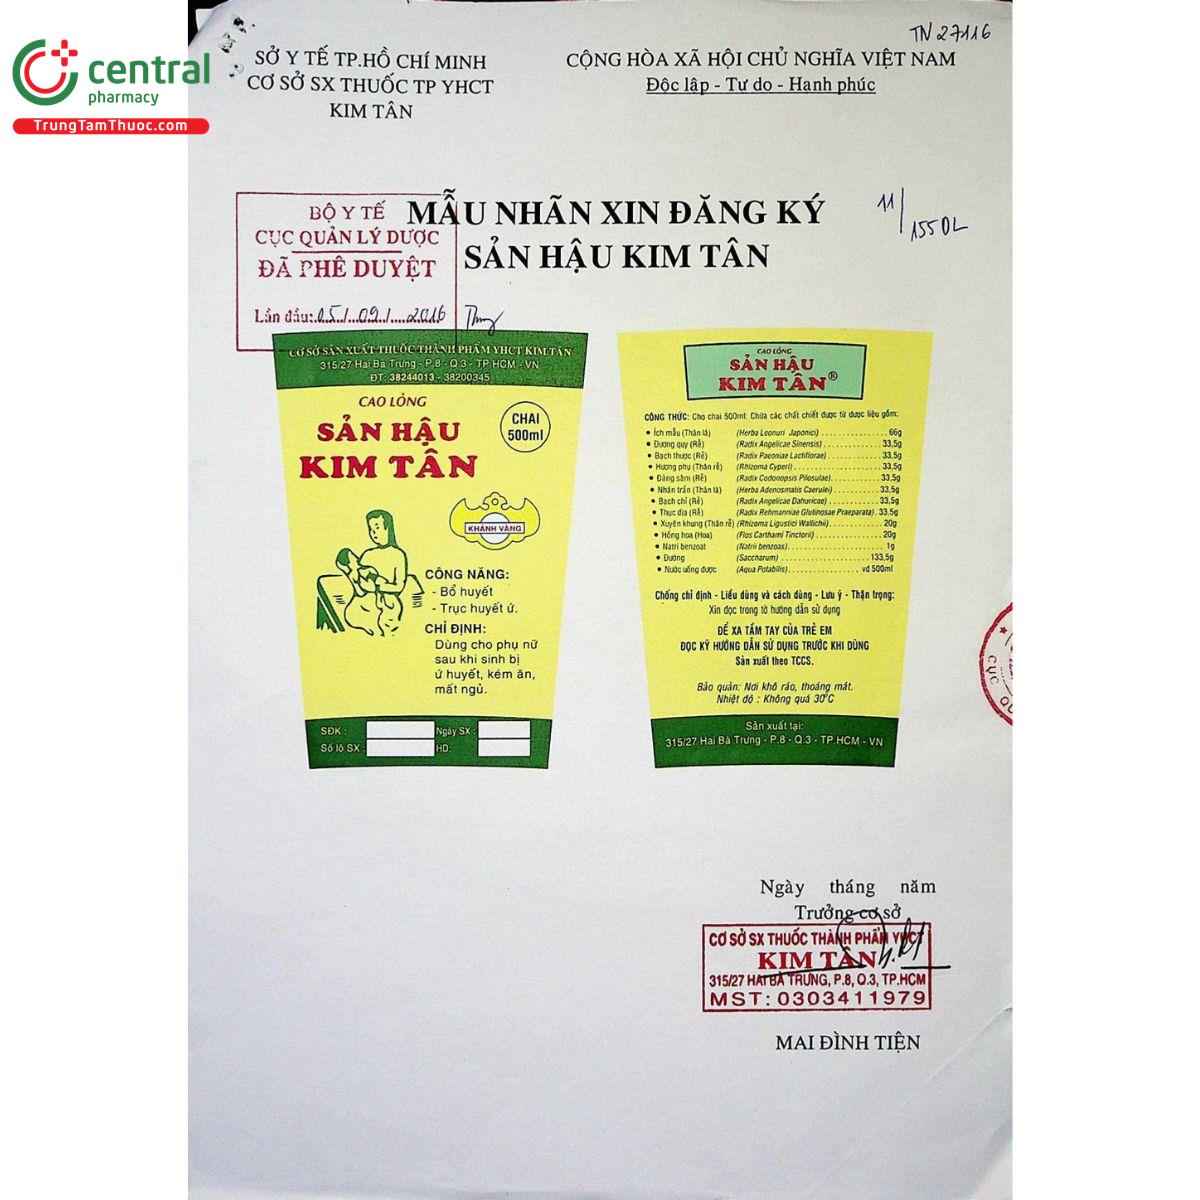 central
pharmacy
TrungTamThuoc.com
TN 27116
SỞ Y TẾ TP.HỒ CHÍ MINH
CƠ SỞ SX THUỐC TP YHCT
KIM TÂN
CỘNG HÒA XÃ HỘI CHỦ NGHĨA VIỆT NAM
Độc lập - Tự do - Hạnh phúc
BỘ Y TẾ
CỤC QUẢN LÝ DƯỢC
ĐÃ PHÊ DUYỆT
Lần đầu: 05/ 09/ 2016
MẪU NHÃN XIN ĐĂNG KÝ
SẢN HẬU KIM TÂN
11/155DL
CƠ SỞ SẢN XUẤT THUỐC THÀNH PHẨM YHCT KIM TÂN
315/27 Hai Bà Trưng - P.8 - Q.3 - TP HCM - VN
ĐT: 38244013 - 38200345
CAO LỎNG
SẢN HẬU
KIM TÂN
CHAI
500ml
KHÁNH VÀNG
CÔNG NĂNG:
- Bổ huyết
- Trục huyết ứ.
CHỈ ĐỊNH:
Dùng cho phụ nữ
sau khi sinh bị
ứ huyết, kém ăn,
mất ngủ.
SĐK : Ngày SX :
Số lô SX : HD:
CAO LỎNG
SẢN HẬU
KIM TÂN®
CÔNG THỨC: Cho chai 500ml: Chứa các chất chiết được từ dược liệu gồm:
• Ích mẫu (Thân lá) (Herba Leonuri Japonici) ................ 66g
• Đương quy (Rễ) (Radix Angelicae Sinensis) ............... 33,5g
• Bạch thược (Rễ) (Radix Paeoniae Lactiflorae) .............. 33,5g
• Hương phụ (Thân rễ) (Rhizoma Cyperi) ...................... 33,5g
• Đảng sâm (Rễ) (Radix Codonopsis Pilosulae) ............. 33,5g
• Nhân trần (Thân lá) (Herba Adenosmatis Caerulei) ........... 33,5g
• Bạch chỉ (Rễ) (Radix Angelicae Dahuricae) .............. 33,5g
• Thục địa (Rễ) (Radix Rehmanniae Glutinosae Praeparata) . 33,5g
• Xuyên khung (Thân rễ) (Rhizoma Ligustici Wallichii) ............. 20g
• Hồng hoa (Hoa) (Flos Carthami Tinctorii) ................. 20g
• Natri benzoat (Natrii benzoas) ........................ 1g
• Đường (Saccharum) .................... 133,5g
• Nước uống được (Aqua Potabilis) .................. vđ 500ml
Chống chỉ định - Liều dùng và cách dùng - Lưu ý - Thận trọng:
Xin đọc trong tờ hướng dẫn sử dụng
ĐỂ XA TẦM TAY CỦA TRẺ EM
ĐỌC KỸ HƯỚNG DẪN SỬ DỤNG TRƯỚC KHI DÙNG
Sản xuất theo TCCS.
Bảo quản: Nơi khô ráo, thoáng mát.
Nhiệt độ : Không quá 30°C
Sản xuất tại:
315/27 Hai Bà Trưng - P.8 - Q.3 - TP.HCM - VN
CỤC
Ngày tháng năm
Trưởng cơ sở
CƠ SỞ SX THUỐC THÀNH PHẨM YHCT
KIM TÂN
315/27 HAI BÀ TRƯNG, P.8, Q.3, TP.HCM
MST: 0303411979
MAI ĐÌNH TIỆN